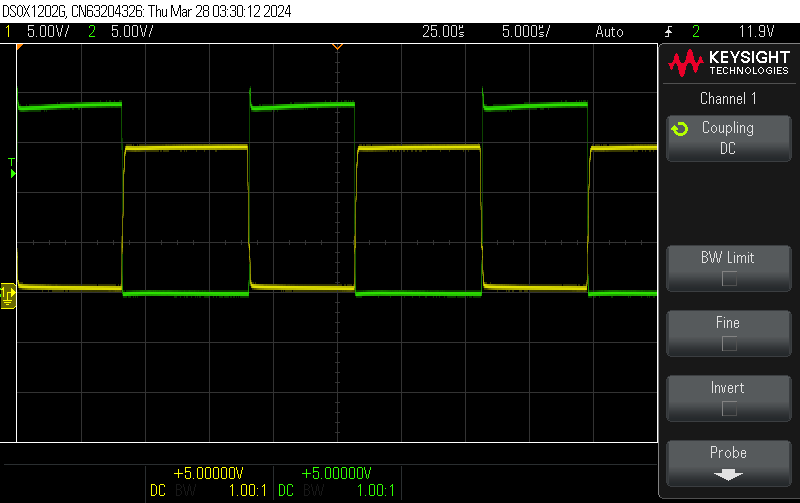 DSOX1202G, CN63204326: Thu Mar 28 03:30:12 2024
1 5.00V/ 2 5.00V/ 25.00s 5.000s/ Auto 2 11.9V
KEYSIGHT
TECHNOLOGIES
Channel 1
Coupling
DC
T
1
BW Limit
Fine
Invert
Probe
+5.00000V +5.00000V
DC BW 1.00:1 DC BW 1.00:1